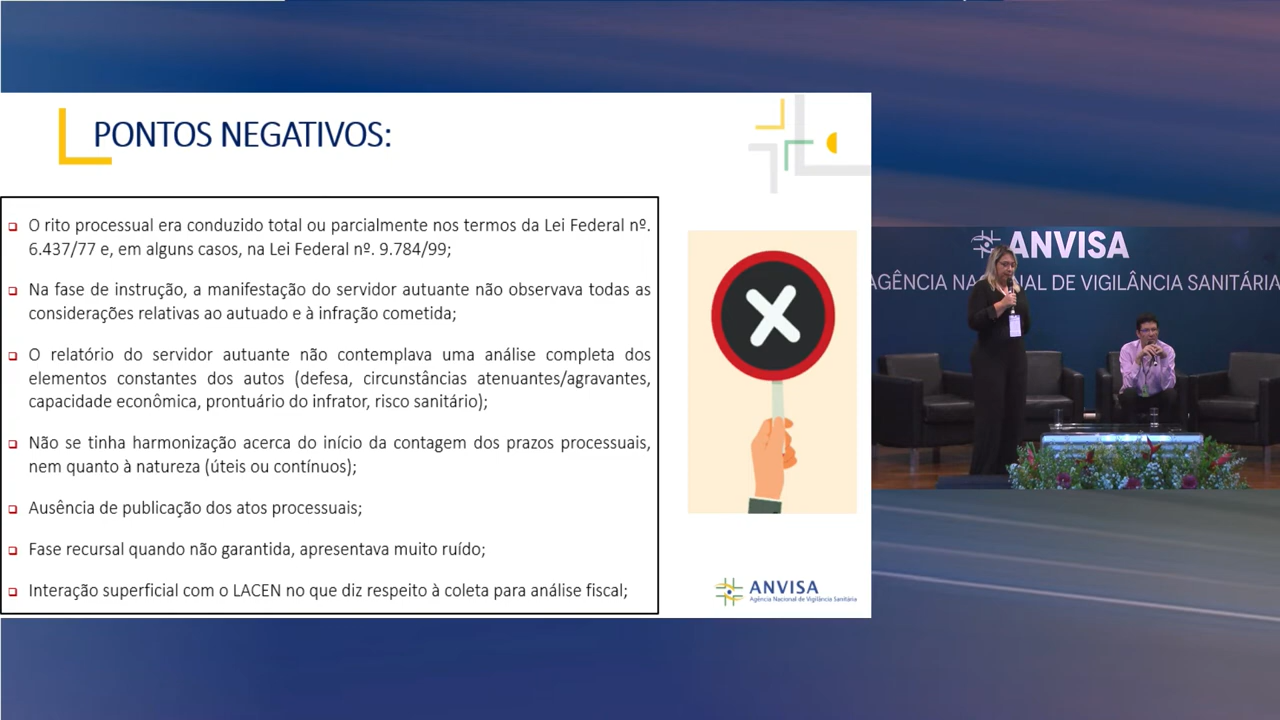 PONTOS NEGATIVOS:
O rito processual era conduzido total ou parcialmente nos termos da Lei Federal nº.
6.437/77 e, em alguns casos, na Lei Federal nº. 9.784/99;
Na fase de instrução, a manifestação do servidor autuante não observava todas as
considerações relativas ao autuado e à infração cometida;
O relatório do servidor autuante não contemplava uma análise completa dos
elementos constantes dos autos (defesa, circunstâncias atenuantes/agravantes,
capacidade econômica, prontuário do infrator, risco sanitário);
Não se tinha harmonização acerca do início da contagem dos prazos processuais,
nem quanto à natureza (úteis ou contínuos);
Ausência de publicação dos atos processuais;
Fase recursal quando não garantida, apresentava muito ruído;
Interação superficial com o LACEN no que diz respeito à coleta para análise fiscal;
ANVISA
Agência Nacional de Vigilância Sanitária
ANVISA
AGÊNCIA NA NAL DE VIGILÂNCIA SANITÁRIA